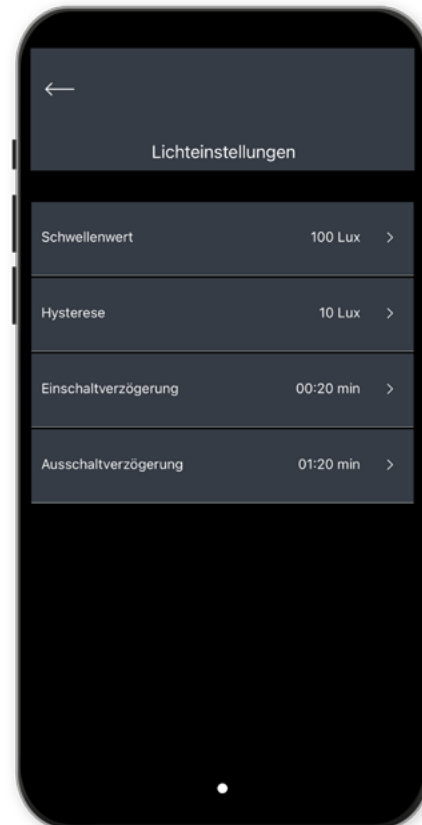 Lichteinstellungen
Schwellenwert 100 Lux >
Hysterese 10 Lux >
Einschaltverzögerung 00:20 min >
Ausschaltverzögerung 01:20 min >